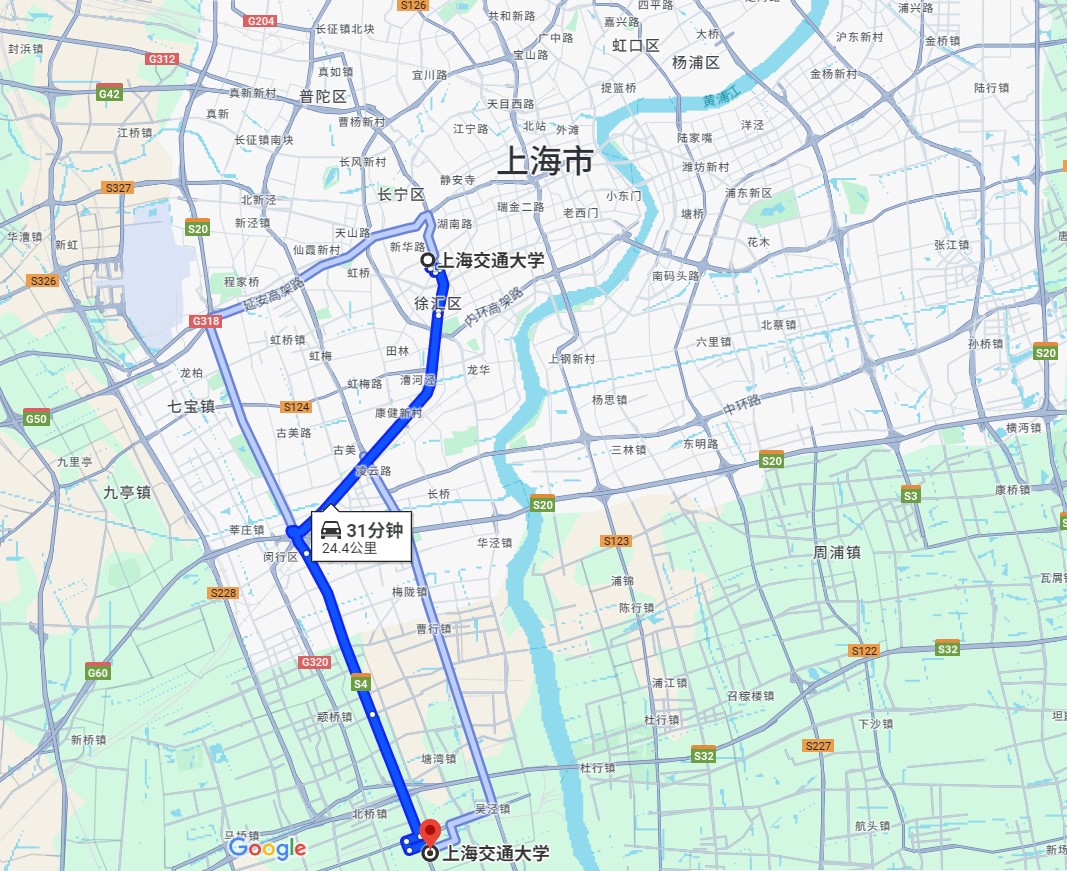 S126
四平路
浦兴路
G204
共和新路
嘉兴路
长征镇北块
广中路
大桥
沪东新村
封浜镇
虹口区
金桥镇
G312
宝山路
杨浦区
真如镇
宜川路
金杨新村
G42
真新新村
普陀区
提篮桥
黄浦江
陆行镇
天目西路
真新
曹杨新村
江宁路
北站
外滩
洋泾
江桥镇
长征镇南块
陆家嘴
上海市
长风新村
潍坊新村
S327
静安寺
长宁区
小东门
浦东新区
北新泾
瑞金二路
老西门
塘桥
S20
新泾镇
湖南路
华漕镇
新虹
天山路
新华路
仙霞新村
花木
张江镇
上海交通大学
虹桥
南码头路
S326
程家桥
延安高架路
徐汇区
内环高架路
G318
北蔡镇
虹桥镇
六里镇
孙桥镇
虹梅
田林
S20
龙柏
龙华
上钢新村
虹梅路
漕河泾
七宝镇
S124
康健新村
杨思镇
中环路
G50
古美路
横沔镇
古美
三林镇
东明路
九里亭
凌云路
S20
九亭镇
长桥
S20
S3
康桥镇
莘庄镇
31分钟
24.4公里
闵行区
华泾镇
S123
周浦镇
浦锦
S228
梅陇镇
瓦屑
陈行镇
曹行镇
S122
S32
G320
G60
S4
浦江镇
召稼楼镇
颛桥镇
杜行镇
下沙镇
新桥镇
S227
S32
塘湾镇
杜行镇
吴泾镇
北桥镇
航头镇
马桥镇
Google
上海交通大学
新场